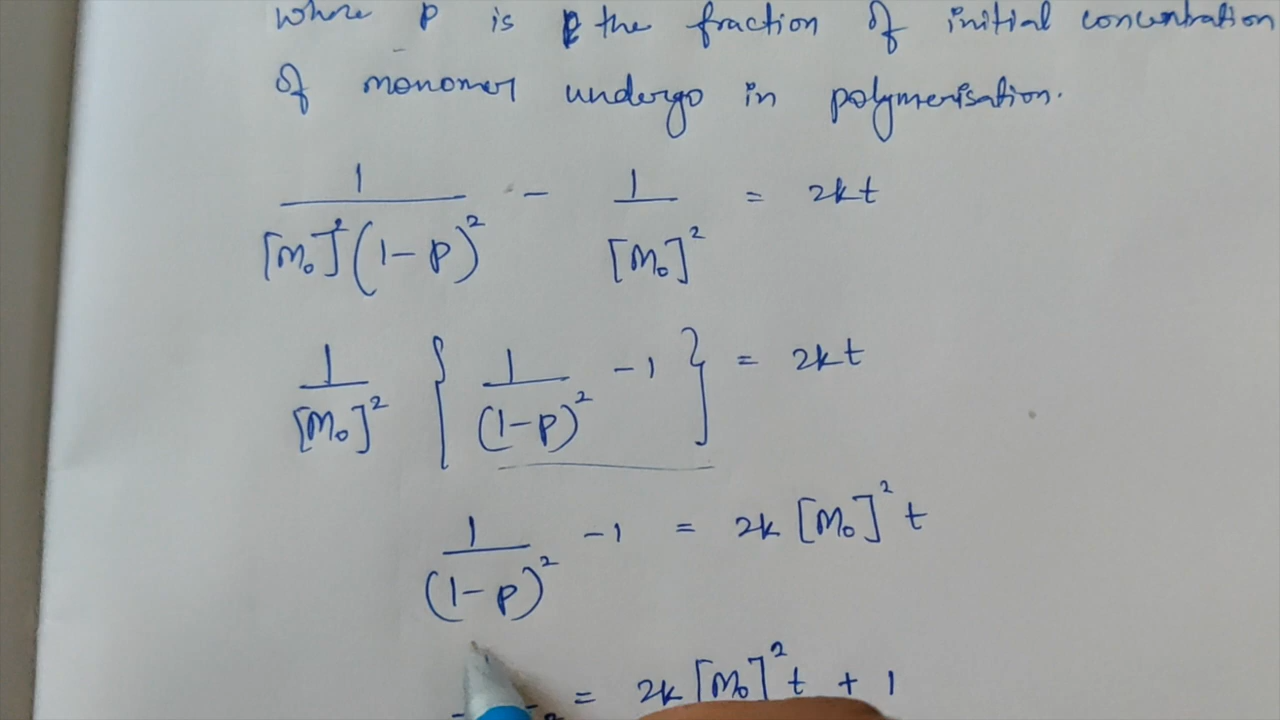 where p is the fraction of initial concentration
of monomer undergo in polymerisation.
1/([M₀]²(1-p)²) - 1/[M₀]² = 2kt
1/[M₀]² { 1/(1-p)² - 1 } = 2kt
1/(1-p)² - 1 = 2k [M₀]² t
= 2k [M₀]² t + 1